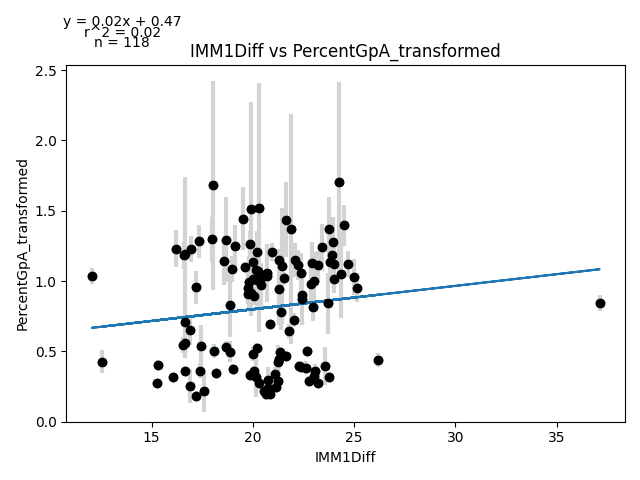 y = 0.02x + 0.47
r^2 = 0.02
n = 118
IMM1Diff vs PercentGpA_transformed
2.5
2.0
1.5
1.0
0.5
0.0
PercentGpA_transformed
15
20
25
30
35
IMM1Diff